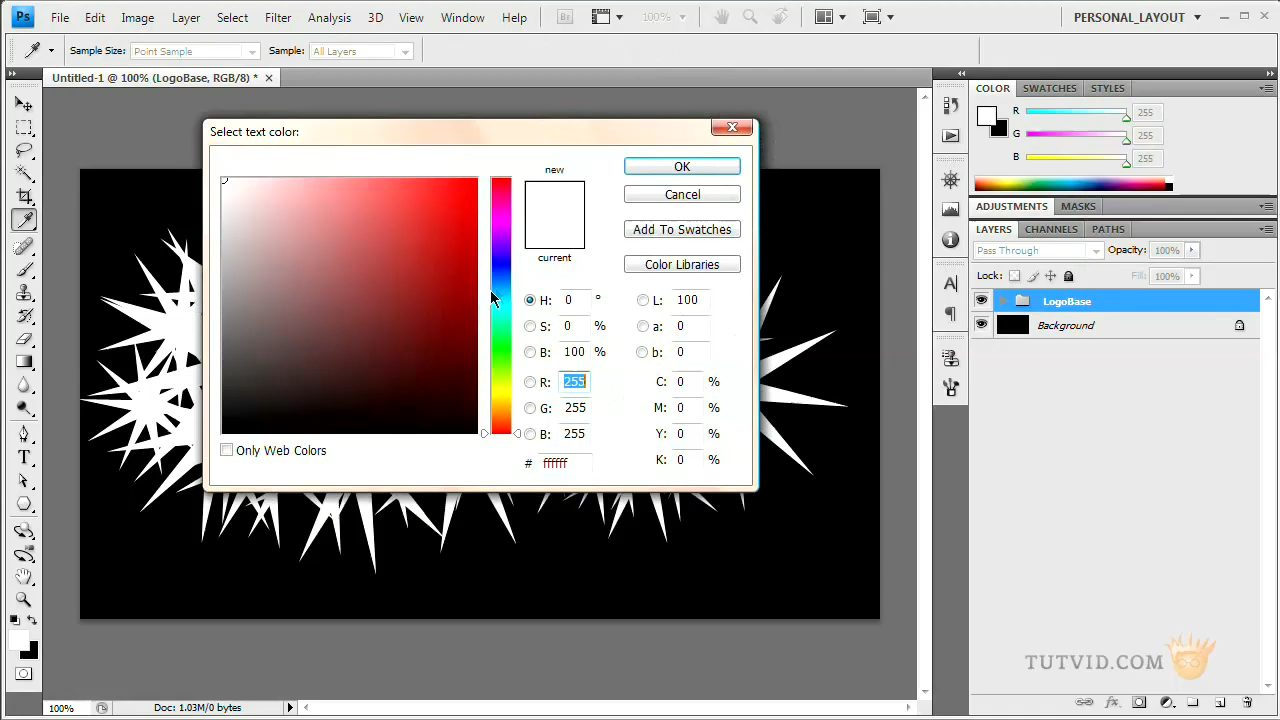 Ps File Edit Image Layer Select Filter Analysis 3D View Window Help Br 100% PERSONAL_LAYOUT
Sample Size: Point Sample Sample: All Layers
Untitled-1 @ 100% (LogoBase, RGB/8) *
COLOR SWATCHES STYLES
R 255
G 255
B 255
ADJUSTMENTS MASKS
LAYERS CHANNELS PATHS
Pass Through Opacity: 100%
Lock: Fill: 100%
LogoBase
Background
Select text color:
new
current
OK
Cancel
Add To Swatches
Color Libraries
H: 0 °
S: 0 %
B: 100 %
R: 255
G: 255
B: 255
# ffffff
L: 100
a: 0
b: 0
C: 0 %
M: 0 %
Y: 0 %
K: 0 %
Only Web Colors
TUTVID.COM
100% Doc: 1.03M/0 bytes